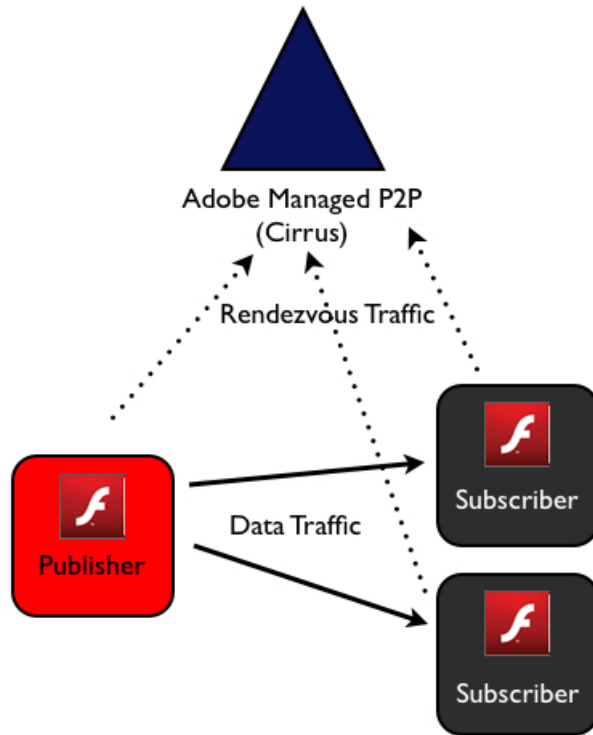 Adobe Managed P2P
(Cirrus)
Rendezvous Traffic
Subscriber
Data Traffic
Publisher
Subscriber